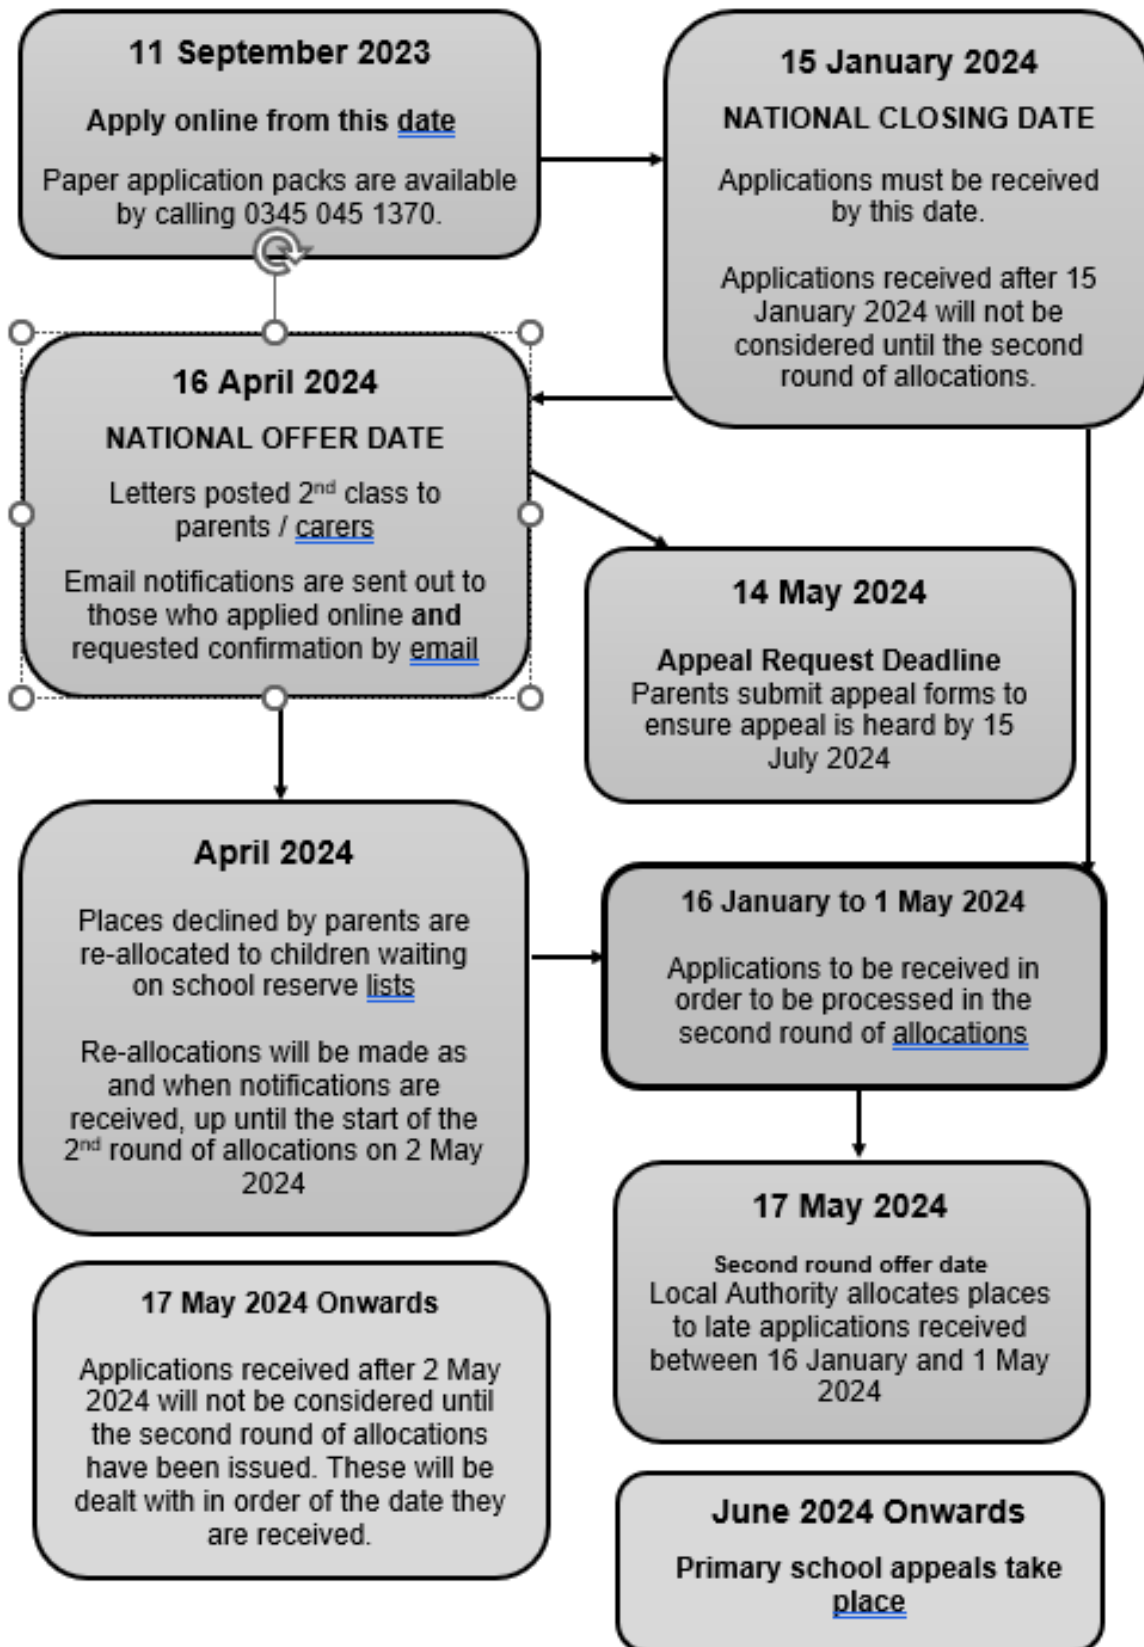 11 September 2023
Apply online from this date
Paper application packs are available
by calling 0345 045 1370.
15 January 2024
NATIONAL CLOSING DATE
Applications must be received
by this date.
Applications received after 15
January 2024 will not be
considered until the second
round of allocations.
16 April 2024
NATIONAL OFFER DATE
Letters posted 2nd class to
parents / carers
Email notifications are sent out to
those who applied online and
requested confirmation by email
14 May 2024
Appeal Request Deadline
Parents submit appeal forms to
ensure appeal is heard by 15
July 2024
April 2024
Places declined by parents are
re-allocated to children waiting
on school reserve lists
Re-allocations will be made as
and when notifications are
received, up until the start of the
2nd round of allocations on 2 May
2024
16 January to 1 May 2024
Applications to be received in
order to be processed in the
second round of allocations
17 May 2024
Second round offer date
Local Authority allocates places
to late applications received
between 16 January and 1 May
2024
17 May 2024 Onwards
Applications received after 2 May
2024 will not be considered until
the second round of allocations
have been issued. These will be
dealt with in order of the date they
are received.
June 2024 Onwards
Primary school appeals take
place